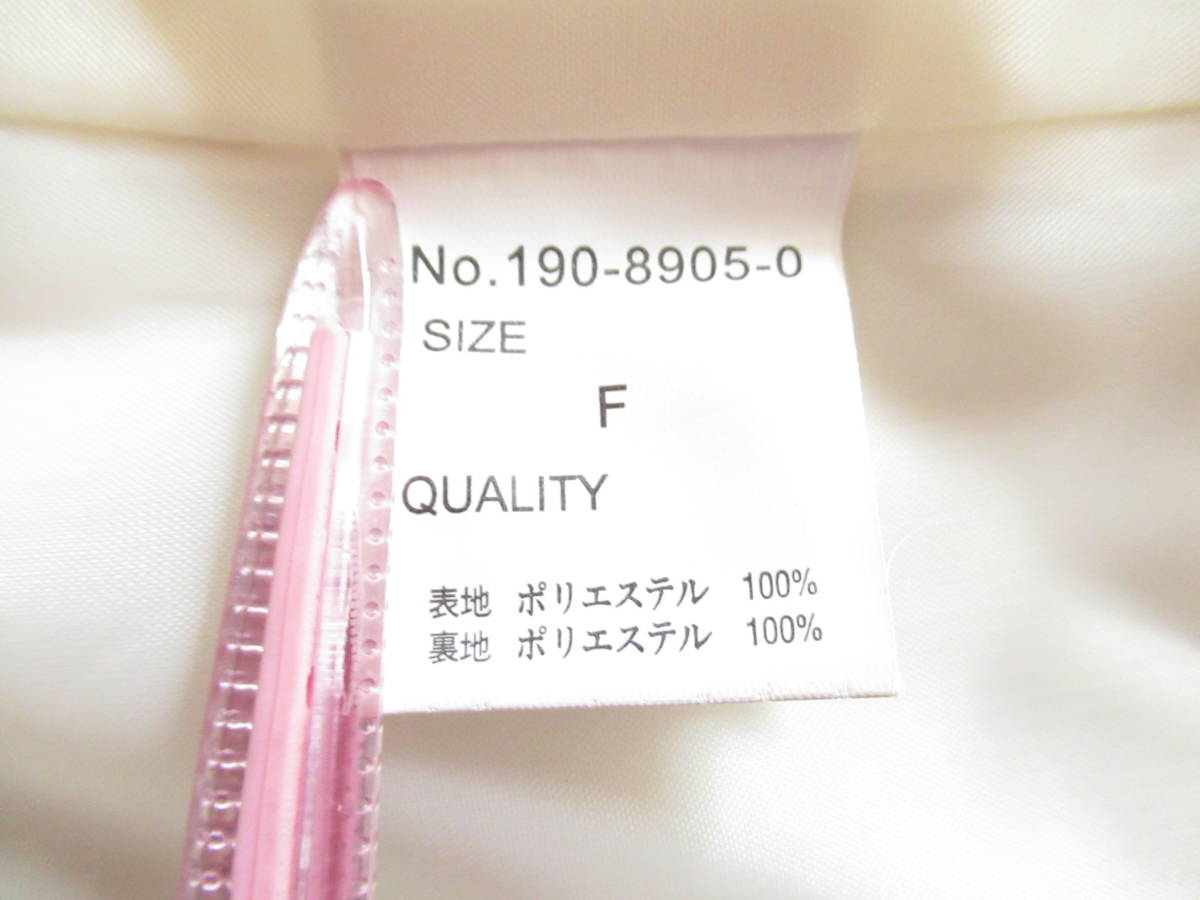 No.190-8905-0
SIZE
F
QUALITY
表地 ポリエステル 100%
裏地 ポリエステル 100%